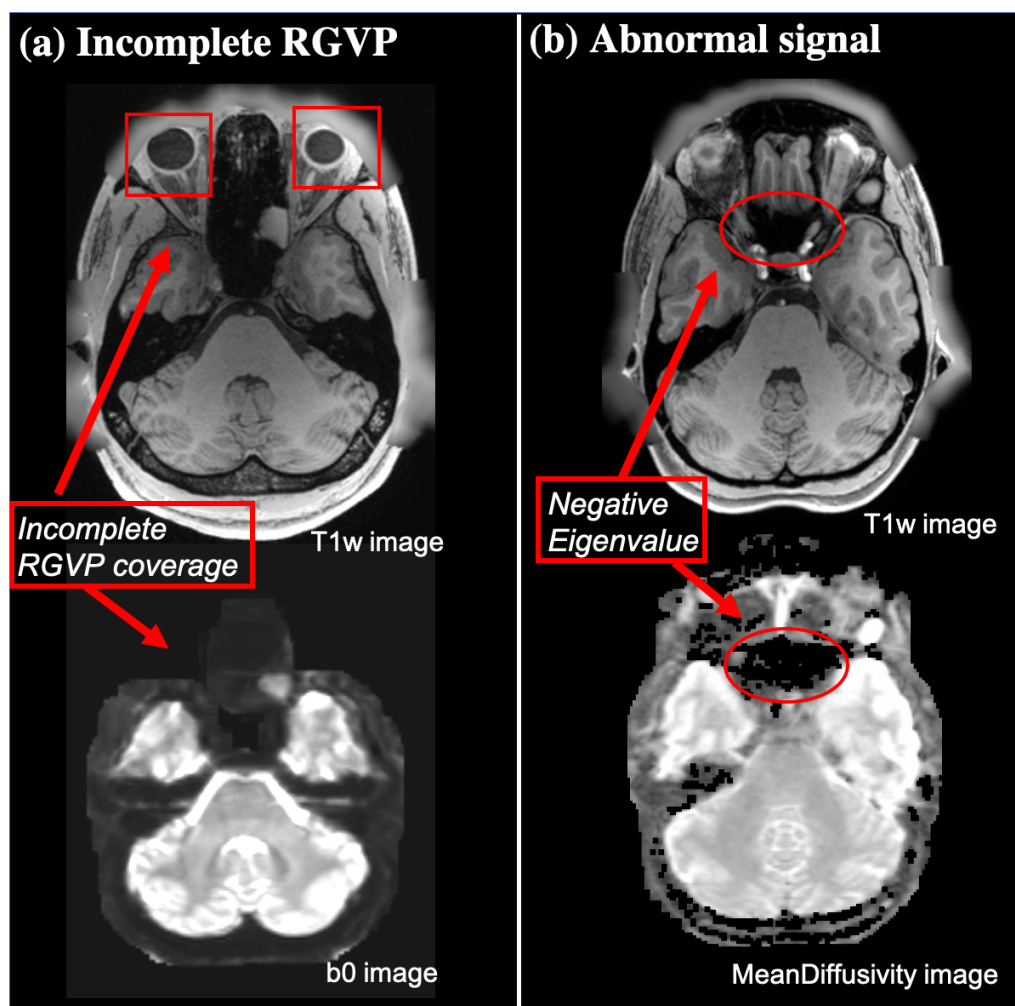 (a) Incomplete RGVP
Incomplete
RGVP coverage
T1w image
b0 image
(b) Abnormal signal
Negative
Eigenvalue
T1w image
MeanDiffusivity image